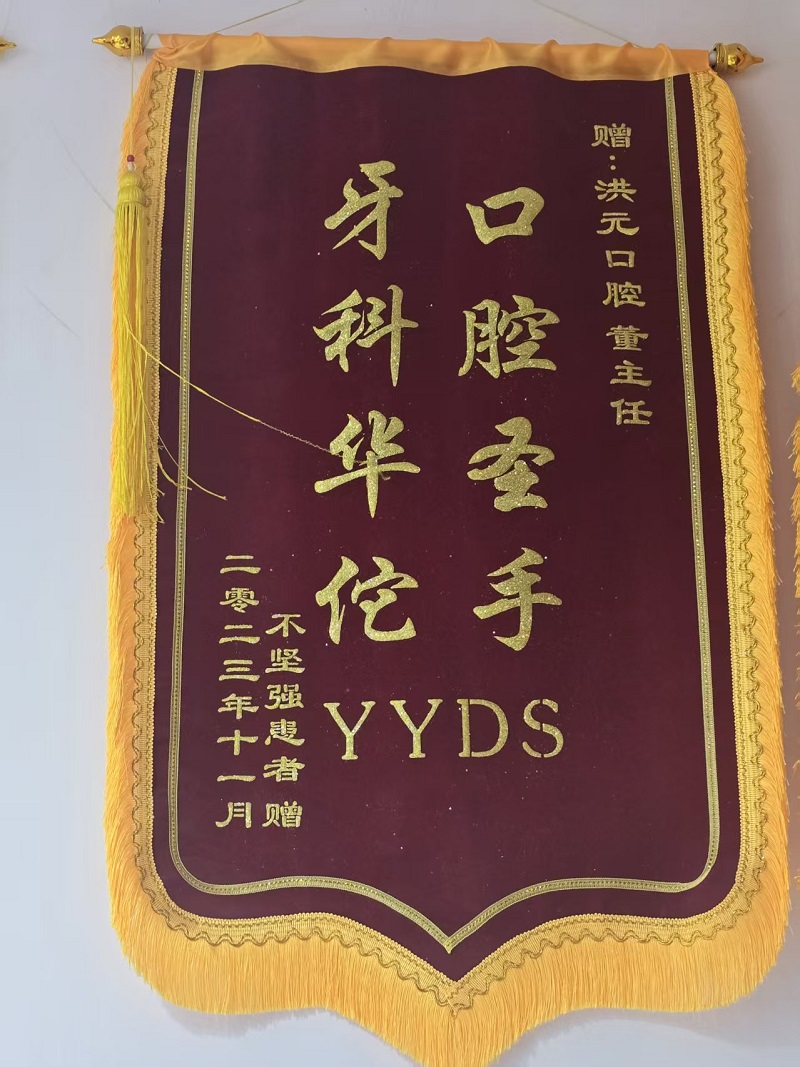 赠：洪元口腔董主任
口腔圣手
牙科华佗
YYDS
不坚强患者 赠
二零二三年十一月